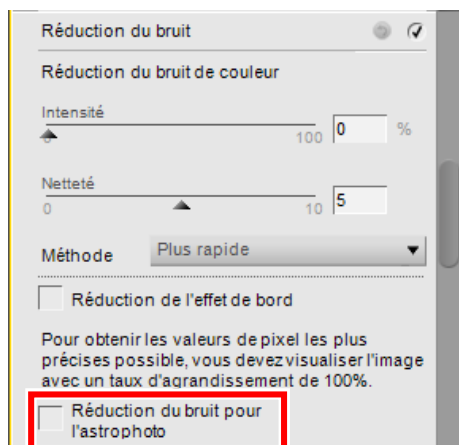 Réduction du bruit
Réduction du bruit de couleur
Intensité
0 100 0 %
Netteté
0 10 5
Méthode Plus rapide
Réduction de l'effet de bord
Pour obtenir les valeurs de pixel les plus
précises possible, vous devez visualiser l'image
avec un taux d'agrandissement de 100%.
Réduction du bruit pour
l'astrophoto